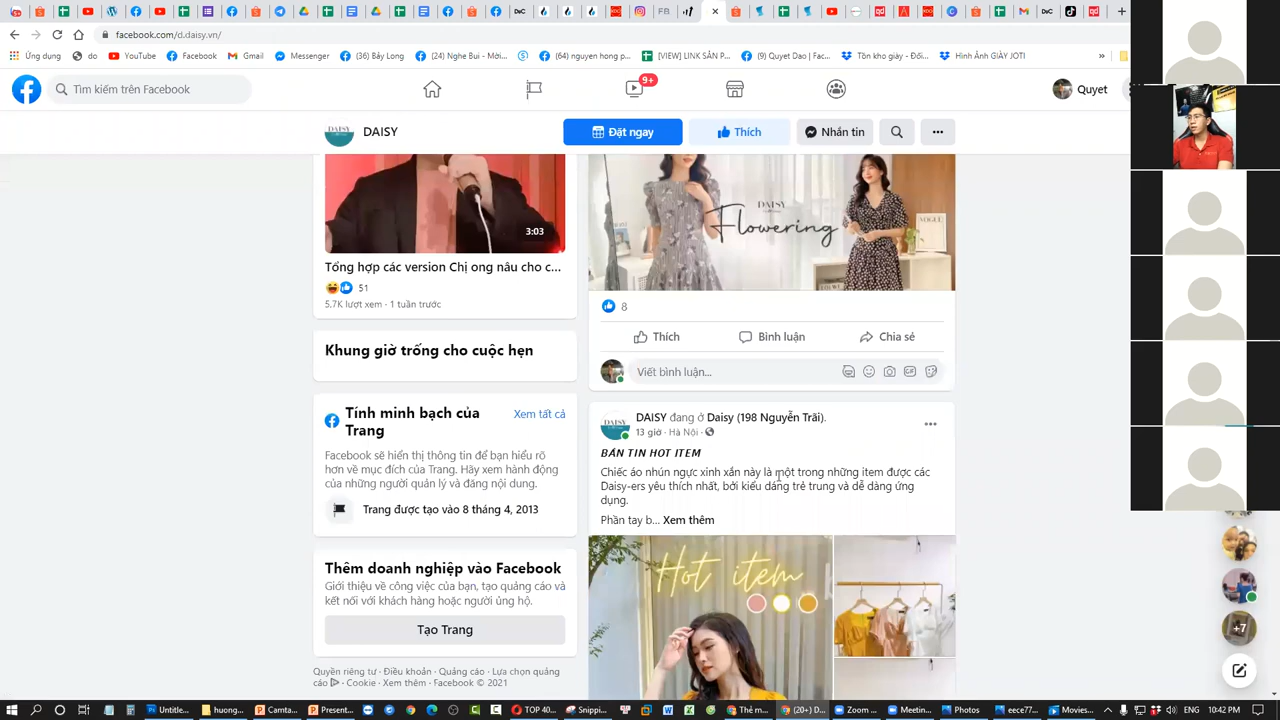 facebook.com/d.daisy.vn/
Ứng dụng
do
YouTube
Facebook
Gmail
Messenger
(36) Bảy Long
(24) Nghe Bui - Mời...
(64) nguyen hong p...
[VIEW] LINK SẢN P...
(9) Quyet Dao | Fac...
Tồn kho giày - Đối...
Hình Ảnh GIÀY JOTI
»
Tìm kiếm trên Facebook
9+
Quyet
DAISY
DAISY
Đặt ngay
Thích
Nhắn tin
3:03
Tổng hợp các version Chị ong nâu cho c...
51
5.7K lượt xem · 1 tuần trước
Khung giờ trống cho cuộc hẹn
Tính minh bạch của
Trang
Xem tất cả
Facebook sẽ hiển thị thông tin để bạn hiểu rõ
hơn về mục đích của Trang. Hãy xem hành động
của những người quản lý và đăng nội dung.
Trang được tạo vào 8 tháng 4, 2013
Thêm doanh nghiệp vào Facebook
Giới thiệu về công việc của bạn, tạo quảng cáo và
kết nối với khách hàng hoặc người ủng hộ.
Tạo Trang
Quyền riêng tư · Điều khoản · Quảng cáo · Lựa chọn quảng
cáo · Cookie · Xem thêm · Facebook © 2021
DAISY
Flowering
VOGUE
8
Thích
Bình luận
Chia sẻ
Viết bình luận...
GIF
DAISY
DAISY đang ở Daisy (198 Nguyễn Trãi).
13 giờ · Hà Nội ·
BẢN TIN HOT ITEM
Chiếc áo nhún ngực xinh xắn này là một trong những item được các
Daisy-ers yêu thích nhất, bởi kiểu dáng trẻ trung và dễ dàng ứng
dụng.
Phần tay b... Xem thêm
Hot item
+7
Untitle...
huong...
Camta...
Present...
TOP 40...
Snippi...
Thẻ m...
(20+) D...
Zoom ...
Zoom ...
Photos
eece77...
Movies...
ENG
10:42 PM